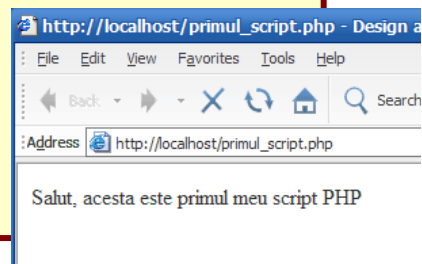 http://localhost/primul_script.php - Design a
File Edit View Favorites Tools Help
Back Search
Address http://localhost/primul_script.php
Salut, acesta este primul meu script PHP